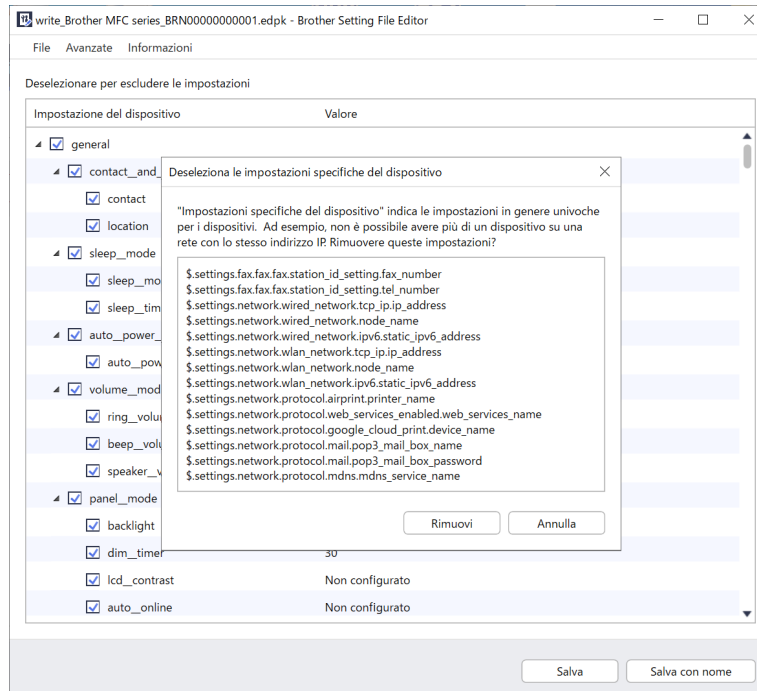 write_Brother MFC series_BRN00000000001.edpk - Brother Setting File Editor
File Avanzate Informazioni
Deselezionare per escludere le impostazioni
Impostazione del dispositivo Valore
general
contact__and_
contact
location
sleep__mode
sleep__mo
sleep__tim
auto__power_
auto__pow
volume__mod
ring__volu
beep__volu
speaker__v
panel__mode
backlight
dim__timer 30
lcd__contrast Non configurato
auto__online Non configurato
Deseleziona le impostazioni specifiche del dispositivo
"Impostazioni specifiche del dispositivo" indica le impostazioni in genere univoche
per i dispositivi. Ad esempio, non è possibile avere più di un dispositivo su una
rete con lo stesso indirizzo IP. Rimuovere queste impostazioni?
$.settings.fax.fax.fax.station_id_setting.fax_number
$.settings.fax.fax.fax.station_id_setting.tel_number
$.settings.network.wired_network.tcp_ip.ip_address
$.settings.network.wired_network.node_name
$.settings.network.wired_network.ipv6.static_ipv6_address
$.settings.network.wlan_network.tcp_ip.ip_address
$.settings.network.wlan_network.node_name
$.settings.network.wlan_network.ipv6.static_ipv6_address
$.settings.network.protocol.airprint.printer_name
$.settings.network.protocol.web_services_enabled.web_services_name
$.settings.network.protocol.google_cloud_print.device_name
$.settings.network.protocol.mail.pop3_mail_box_name
$.settings.network.protocol.mail.pop3_mail_box_password
$.settings.network.protocol.mdns.mdns_service_name
Rimuovi Annulla
Salva Salva con nome